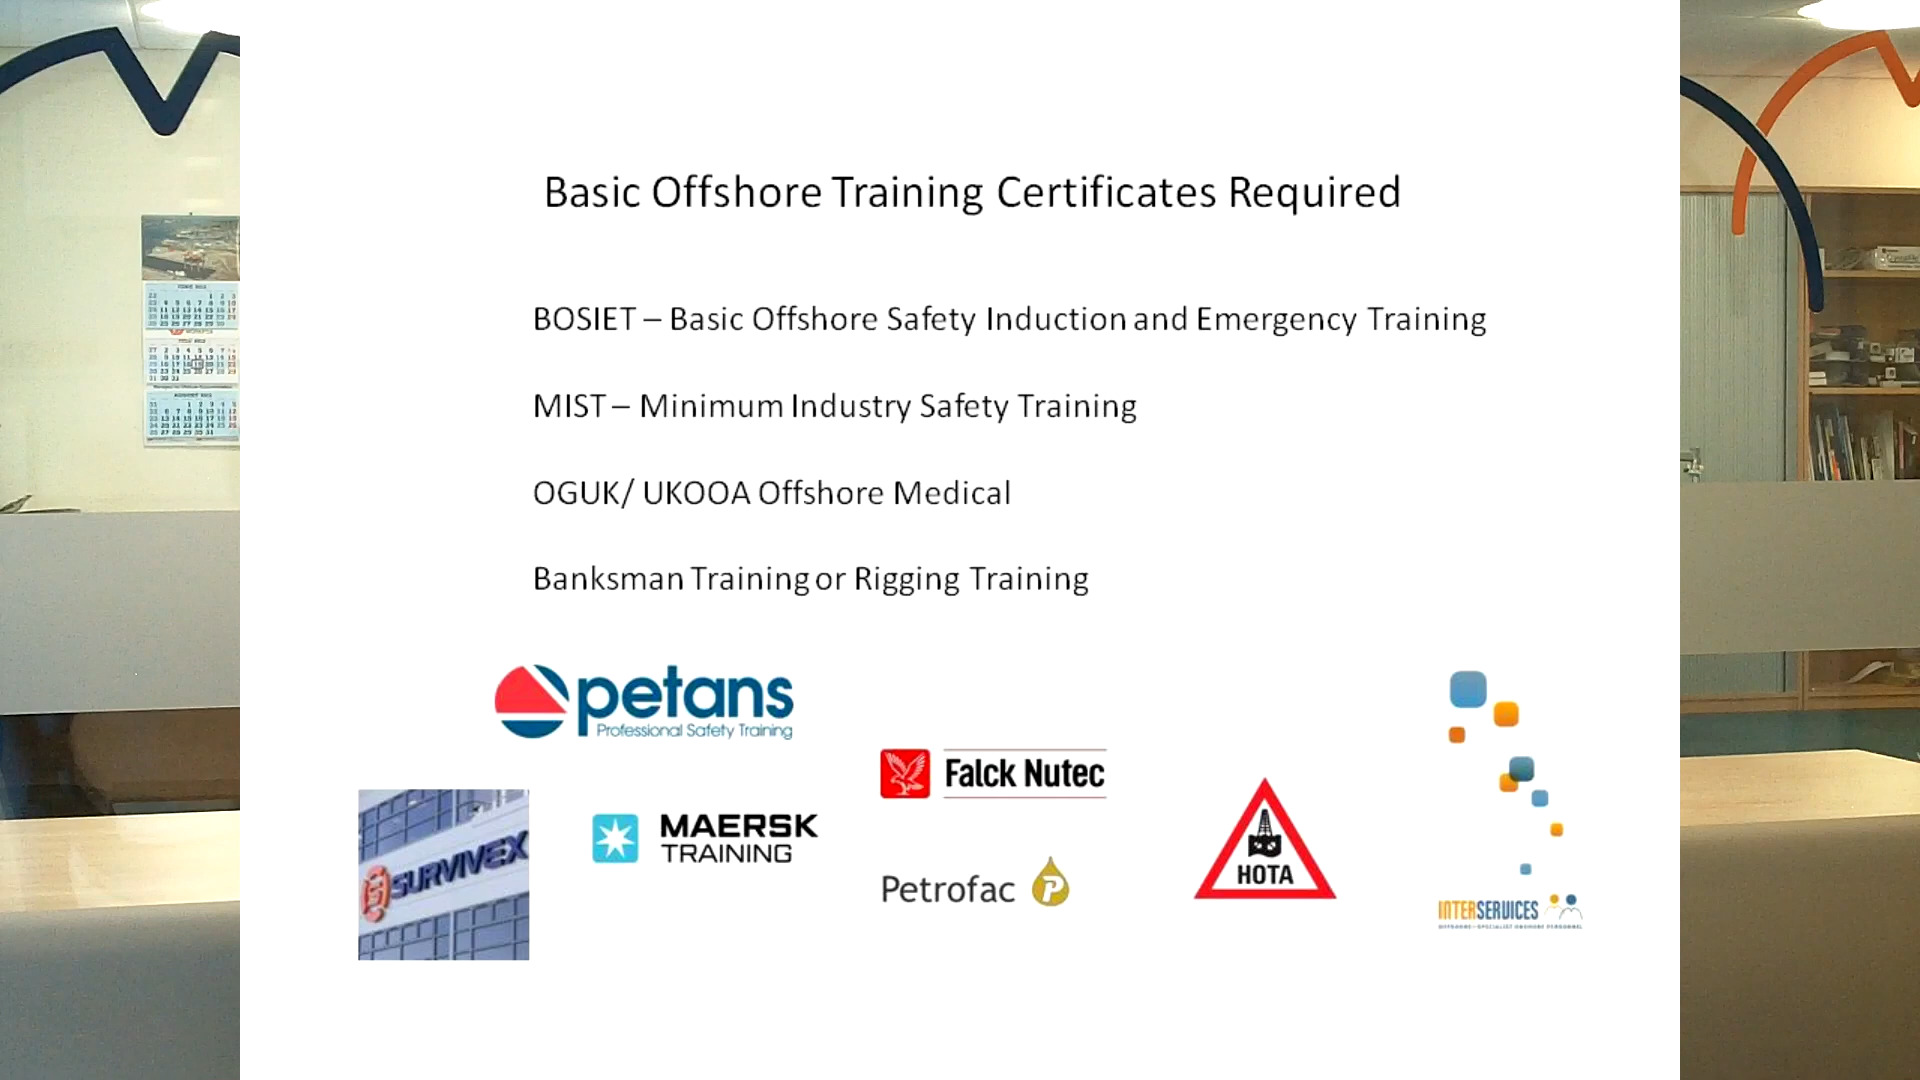 Basic Offshore Training Certificates Required
BOSIET – Basic Offshore Safety Induction and Emergency Training
MIST – Minimum Industry Safety Training
OGUK/ UKOOA Offshore Medical
Banksman Training or Rigging Training
petans
Professional Safety Training
Falck Nutec
SURVIVEX
MAERSK
TRAINING
Petrofac
HOTA
INTERSERVICES